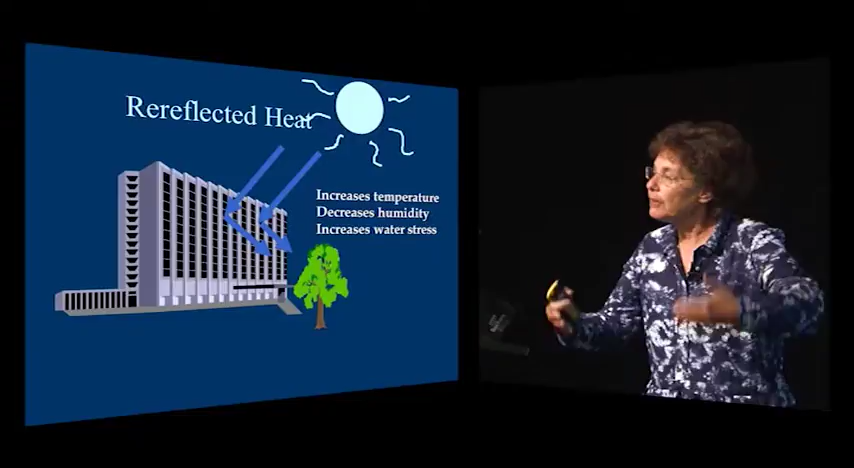 Rereflected Heat
Increases temperature
Decreases humidity
Increases water stress